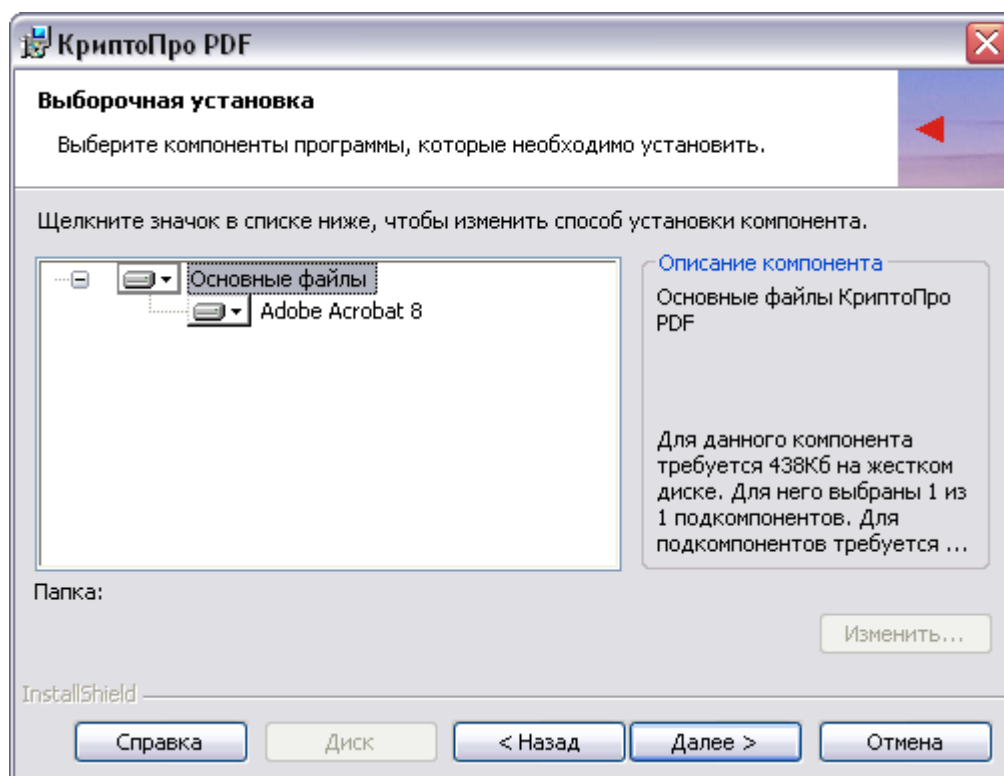 КриптоПро PDF
Выборочная установка
Выберите компоненты программы, которые необходимо установить.
Щелкните значок в списке ниже, чтобы изменить способ установки компонента.
Основные файлы
Adobe Acrobat 8
Описание компонента
Основные файлы КриптоПро
PDF
Для данного компонента
требуется 438Кб на жестком
диске. Для него выбраны 1 из
1 подкомпонентов. Для
подкомпонентов требуется ...
Папка:
Изменить...
InstallShield
Справка
Диск
< Назад
Далее >
Отмена